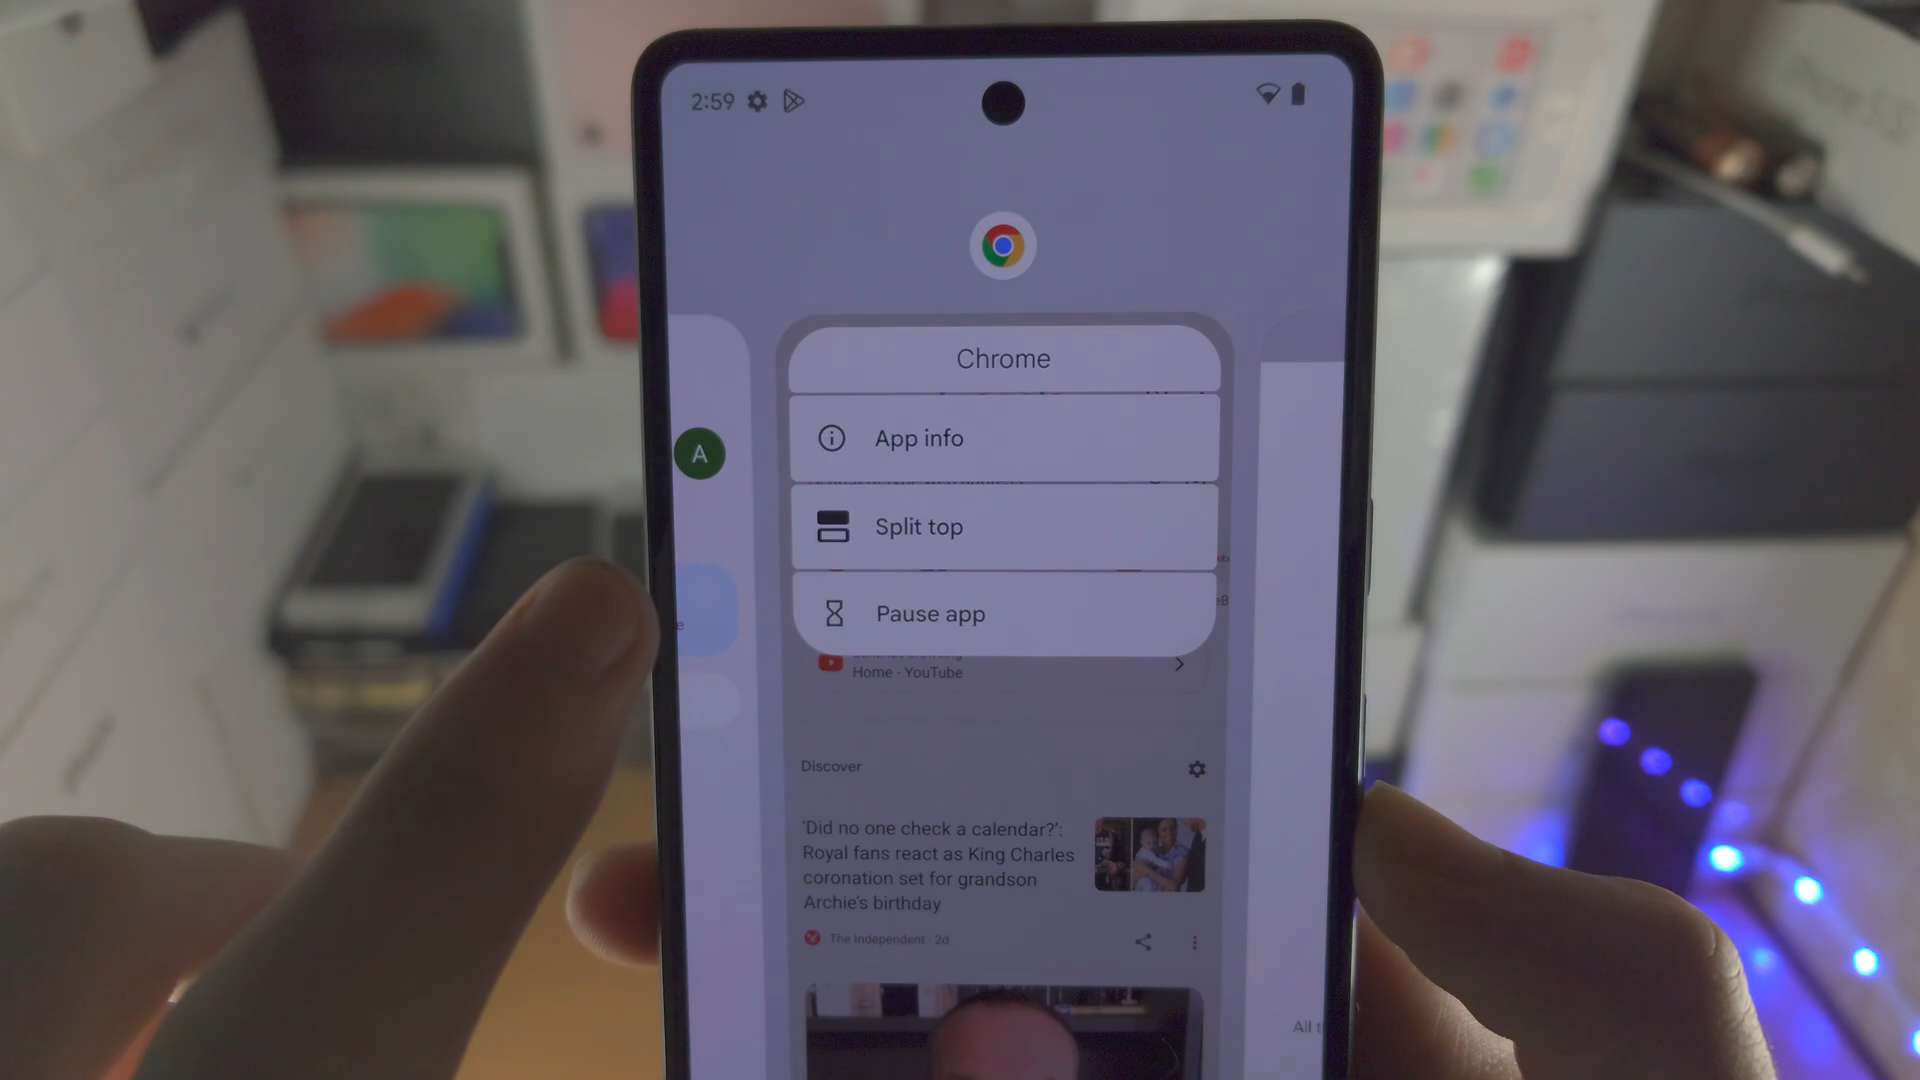 2:59
Chrome
A
App info
Split top
Pause app
Home - YouTube
Discover
'Did no one check a calendar?':
Royal fans react as King Charles
coronation set for grandson
Archie's birthday
The Independent · 2d
All